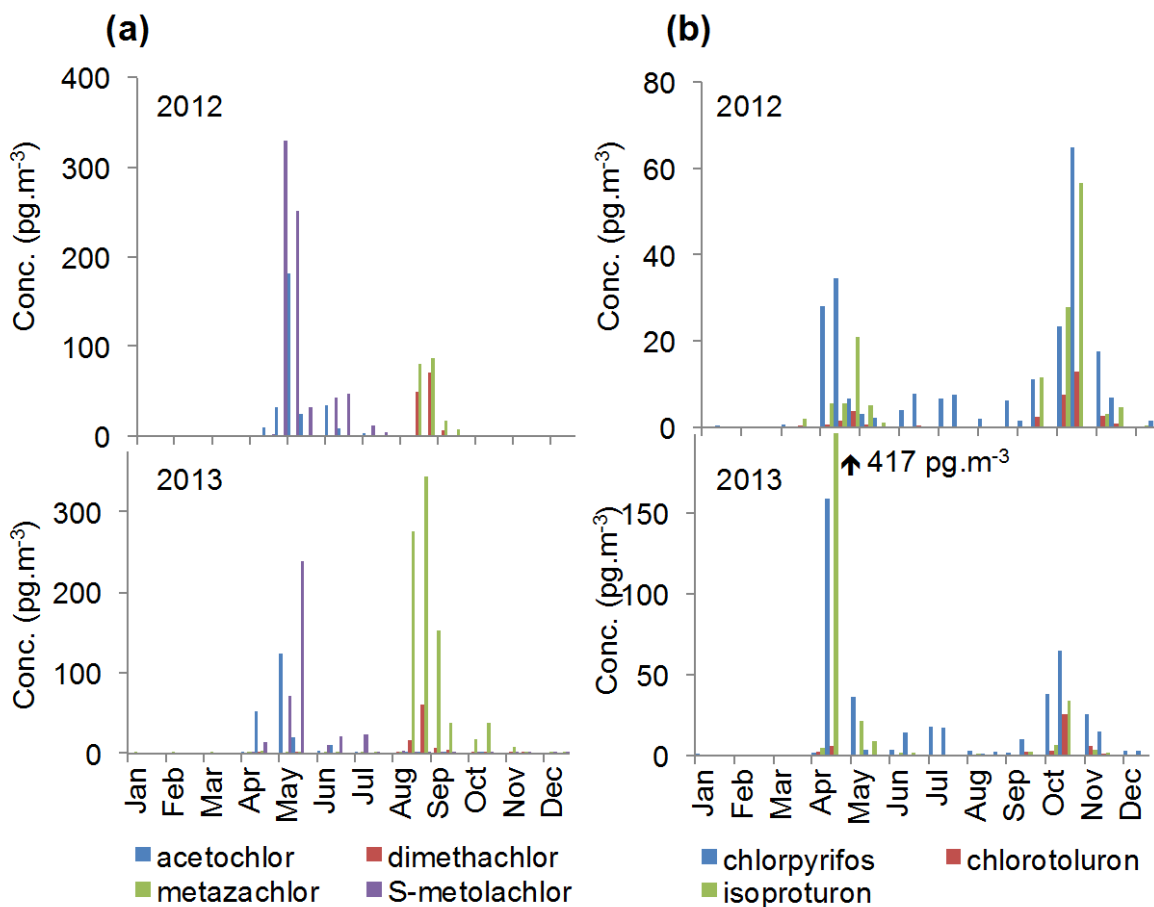 (a)
400
2012
300
200
100
0
Conc. (pg.m-3)
2013
300
200
100
0
Conc. (pg.m-3)
Jan Feb Mar Apr May Jun Jul Aug Sep Oct Nov Dec
acetochlor dimethachlor
metazachlor S-metolachlor
(b)
80
2012
60
40
20
0
Conc. (pg.m-3)
417 pg.m-3
2013
150
100
50
0
Conc. (pg.m-3)
Jan Feb Mar Apr May Jun Jul Aug Sep Oct Nov Dec
chlorpyrifos chlorotoluron
isoproturon